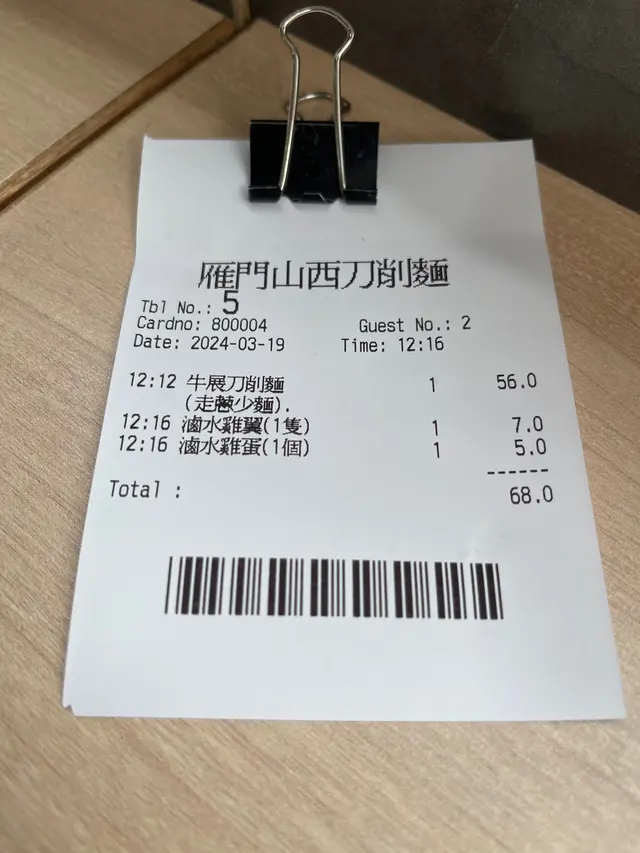 雁門山西刀削麵
Tbl No.: 5
Cardno: 800004 Guest No.: 2
Date: 2024-03-19 Time: 12:16
12:12 牛展刀削麵 1 56.0
(走蔥少麵).
12:16 滷水雞翼(1隻) 1 7.0
12:16 滷水雞蛋(1個) 1 5.0
------
Total : 68.0